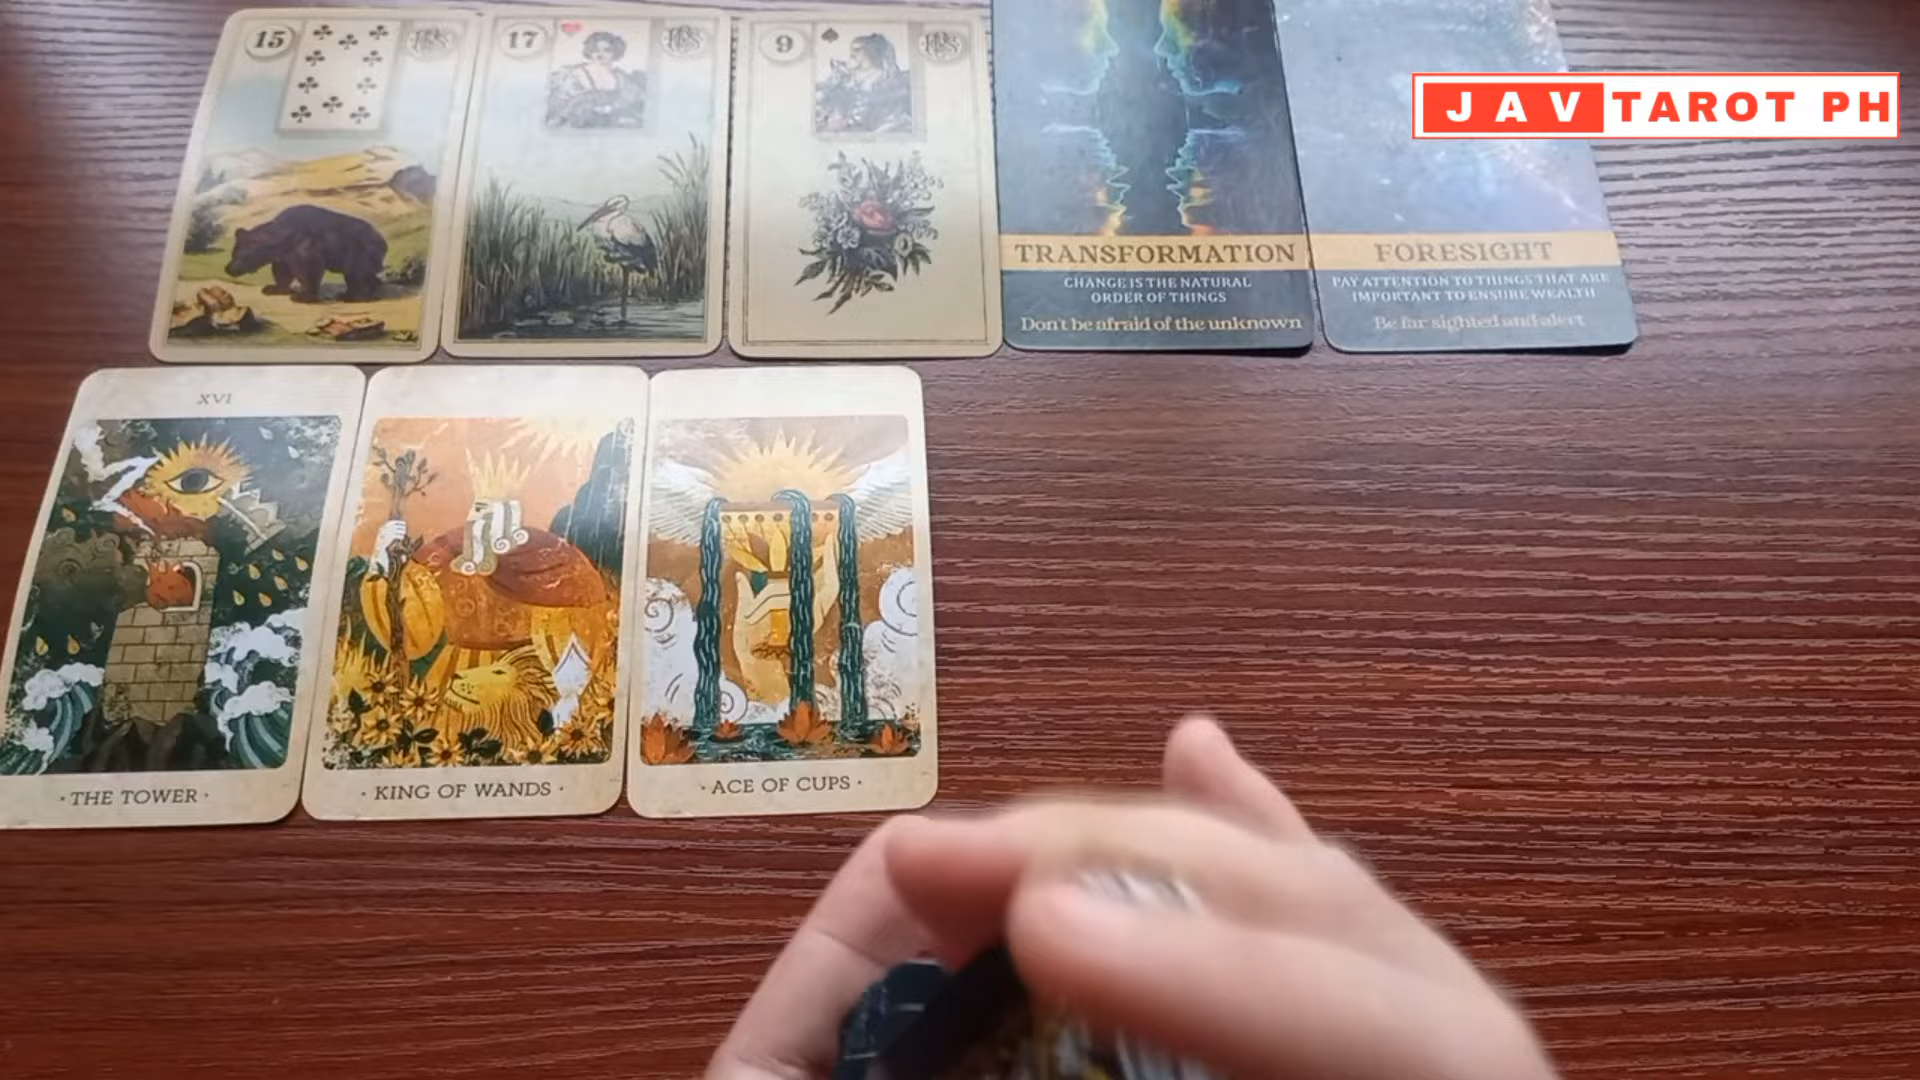 15
17
9
JAVTAROT PH
TRANSFORMATION
CHANGE IS THE NATURAL
ORDER OF THINGS
Don't be afraid of the unknown
FORESIGHT
PAY ATTENTION TO THINGS THAT ARE
IMPORTANT TO ENSURE WEALTH
Be far sighted and alert
XVI
· THE TOWER ·
· KING OF WANDS ·
· ACE OF CUPS ·